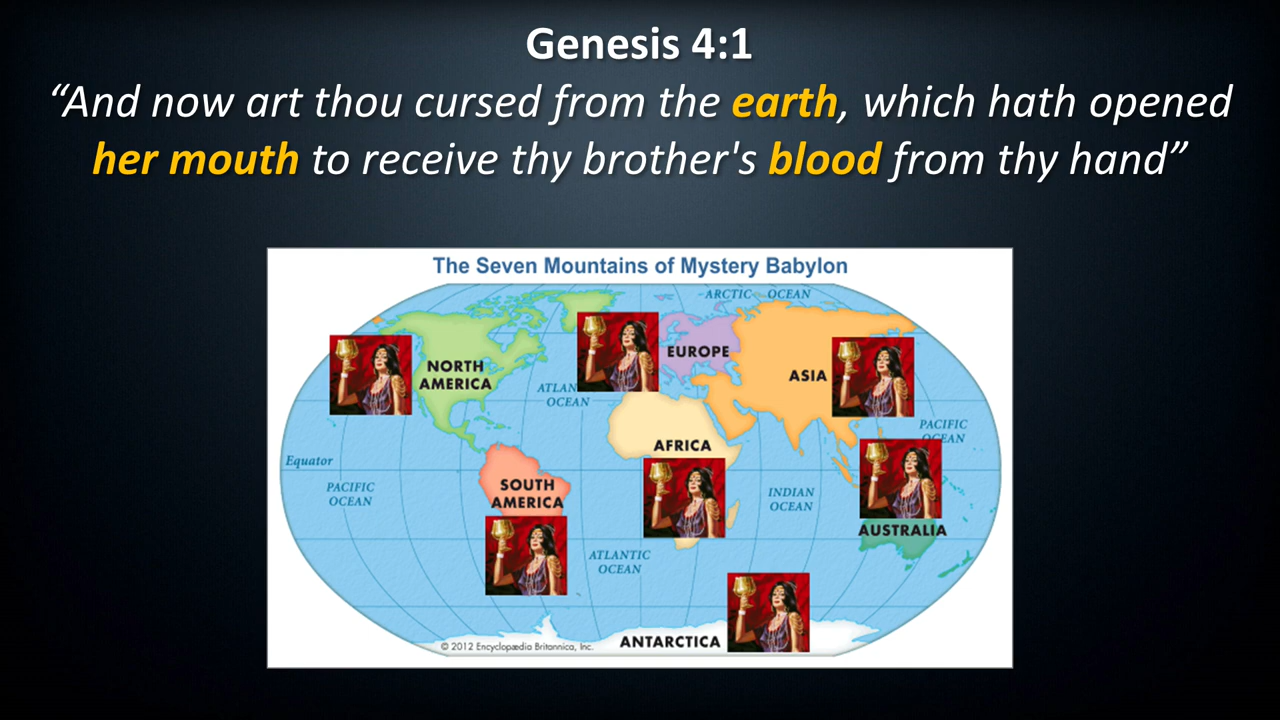 Genesis 4:1
“And now art thou cursed from the earth, which hath opened
her mouth to receive thy brother's blood from thy hand”
The Seven Mountains of Mystery Babylon
ARCTIC OCEAN
NORTH
AMERICA
EUROPE
ASIA
ATLAN
OCEAN
PACIFIC
OCEAN
AFRICA
Equator
PACIFIC
OCEAN
SOUTH
AMERICA
INDIAN
OCEAN
AUSTRALIA
ATLANTIC
OCEAN
ANTARCTICA
© 2012 Encyclopædia Britannica, Inc.